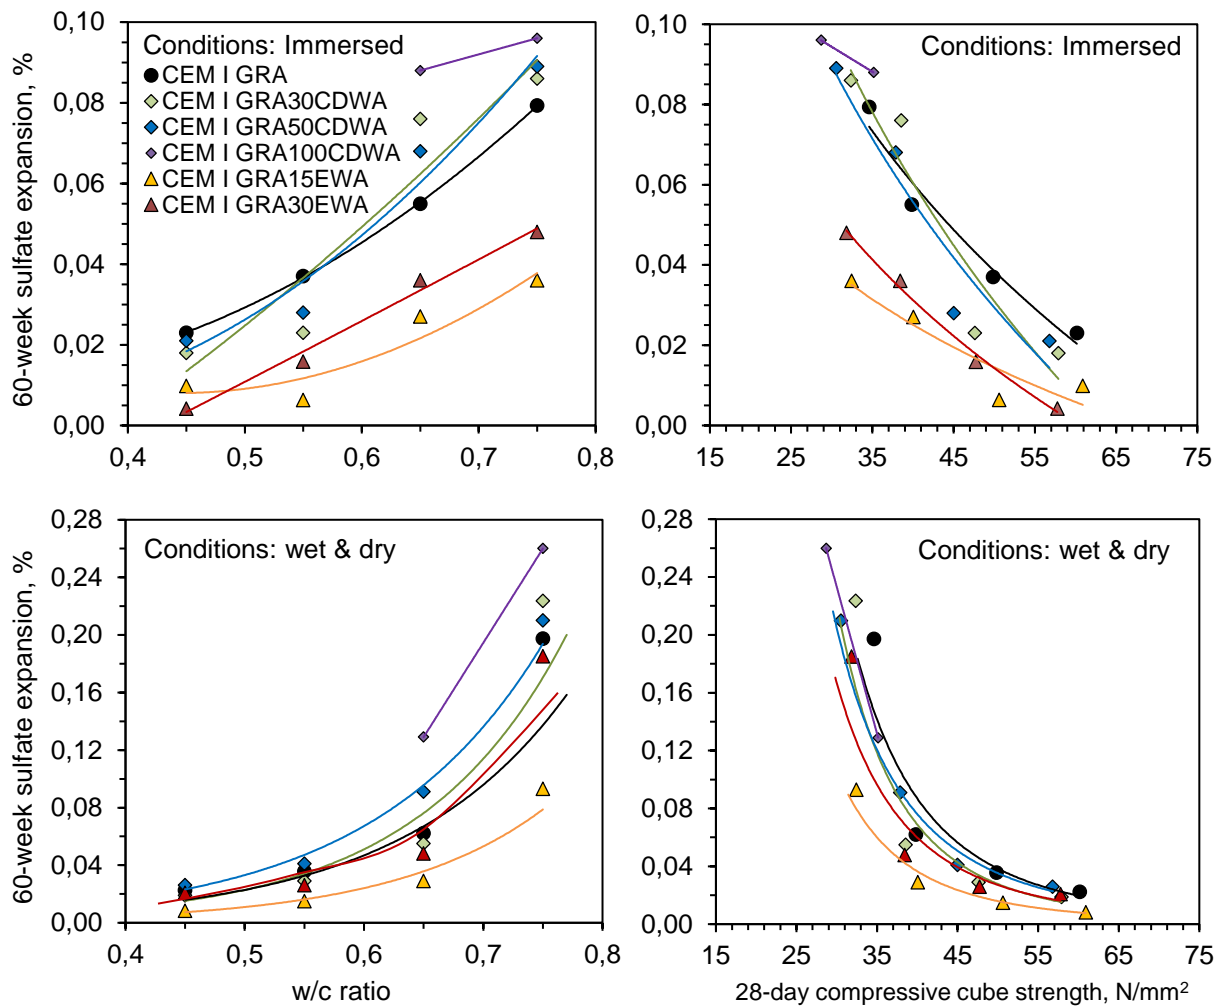 60-week sulfate expansion, %
0,10
0,08
0,06
0,04
0,02
0,00
0,4 0,5 0,6 0,7 0,8
Conditions: Immersed
CEM I GRA
CEM I GRA30CDWA
CEM I GRA50CDWA
CEM I GRA100CDWA
CEM I GRA15EWA
CEM I GRA30EWA
0,10
0,08
0,06
0,04
0,02
0,00
15 25 35 45 55 65 75
Conditions: Immersed
60-week sulfate expansion, %
0,28
0,24
0,20
0,16
0,12
0,08
0,04
0,00
0,4 0,5 0,6 0,7 0,8
Conditions: wet & dry
w/c ratio
0,28
0,24
0,20
0,16
0,12
0,08
0,04
0,00
15 25 35 45 55 65 75
Conditions: wet & dry
28-day compressive cube strength, N/mm²